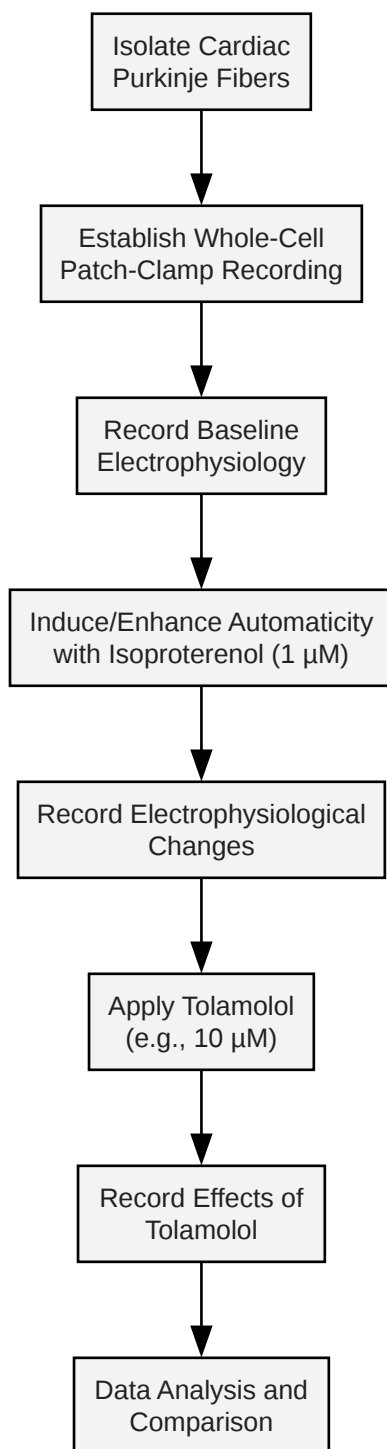 Isolate Cardiac
Purkinje Fibers
Establish Whole-Cell
Patch-Clamp Recording
Record Baseline
Electrophysiology
Induce/Enhance Automaticity
with Isoproterenol (1 µM)
Record Electrophysiological
Changes
Apply Tolamolol
(e.g., 10 µM)
Record Effects of
Tolamolol
Data Analysis and
Comparison